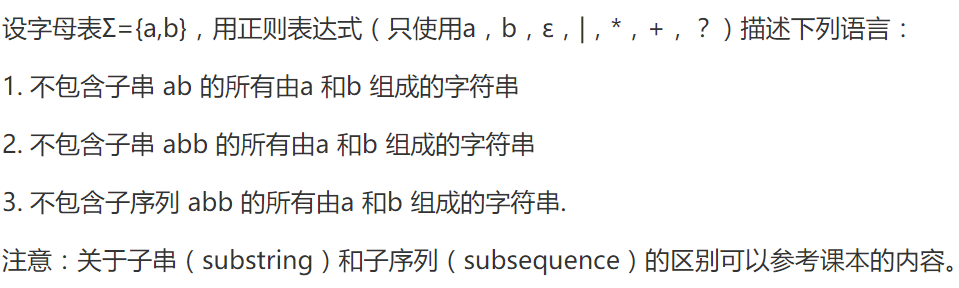 设字母表Σ={a,b}，用正则表达式（只使用a，b，ε，|，*，+，？）描述下列语言：
1. 不包含子串 ab 的所有由a 和b 组成的字符串
2. 不包含子串 abb 的所有由a 和b 组成的字符串
3. 不包含子序列 abb 的所有由a 和b 组成的字符串.
注意：关于子串（substring）和子序列（subsequence）的区别可以参考课本的内容。